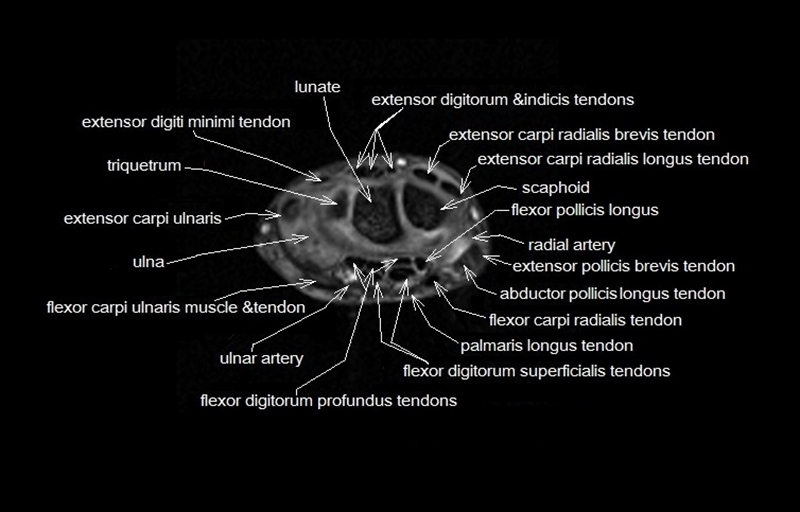 lunate
extensor digitorum &indicis tendons
extensor digiti minimi tendon
extensor carpi radialis brevis tendon
triquetrum
extensor carpi radialis longus tendon
scaphoid
extensor carpi ulnaris
flexor pollicis longus
radial artery
ulna
extensor pollicis brevis tendon
abductor pollicis longus tendon
flexor carpi ulnaris muscle &tendon
flexor carpi radialis tendon
palmaris longus tendon
ulnar artery
flexor digitorum superficialis tendons
flexor digitorum profundus tendons